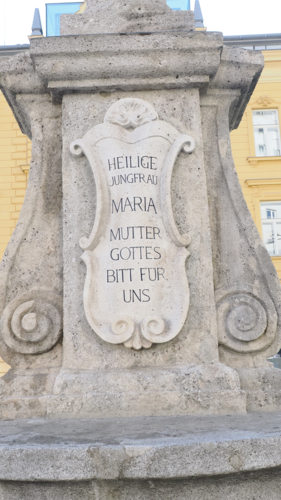 HEILIGE
JUNGFRAU
MARIA
MUTTER
GOTTES
BITT FÜR
UNS